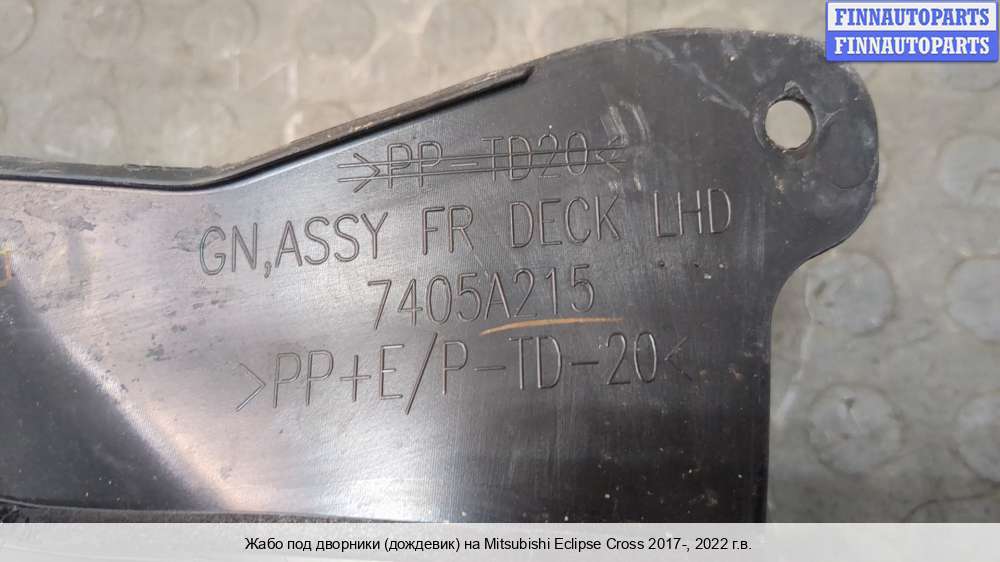 FINNAUTOPARTS
FINNAUTOPARTS
>PP-TD20<
GN,ASSY FR DECK LHD
7405A215
>PP+E/P-TD-20<
Жабо под дворники (дождевик) на Mitsubishi Eclipse Cross 2017-, 2022 г.в.